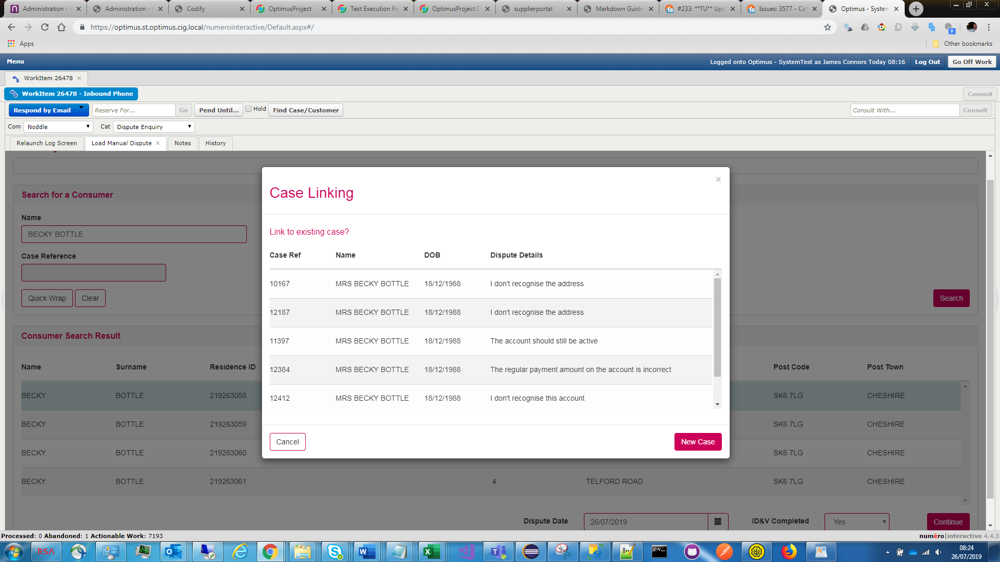 Administration - C
Administration - C
Codify
OptimusProject
Test Execution Re
OptimusProject.D
supplierportal
Markdown Guide
#233: **TU** Upd
Issues: 3577 - Call
Optimus - System
https://optimus.st.optimus.cig.local/numerointeractive/Default.aspx#/
Apps
Other bookmarks
Menu
Logged onto Optimus - SystemTest as James Connors Today 08:16
Log Out
Go Off Work
WorkItem 26478
WorkItem 26478 - Inbound Phone
Commit
Respond by Email
Reserve For...
Go
Pend Until...
Hold
Find Case/Customer
Consult With...
Consult
Com
Noddle
Cat
Dispute Enquiry
Relaunch Log Screen
Load Manual Dispute
Notes
History
Search for a Consumer
Name
BECKY BOTTLE
Case Reference
Quick Wrap
Clear
Search
Case Linking
Link to existing case?
Case Ref Name DOB Dispute Details
10167 MRS BECKY BOTTLE 18/12/1988 I don't recognise the address
12187 MRS BECKY BOTTLE 18/12/1988 I don't recognise the address
11397 MRS BECKY BOTTLE 18/12/1988 The account should still be active
12384 MRS BECKY BOTTLE 18/12/1988 The regular payment amount on the account is incorrect
12412 MRS BECKY BOTTLE 18/12/1988 I don't recognise this account
Cancel
New Case
Consumer Search Result
Name Surname Residence ID Post Code Post Town
BECKY BOTTLE 219263058 SK6 7LG CHESHIRE
BECKY BOTTLE 219263059 SK6 7LG CHESHIRE
BECKY BOTTLE 219263060 SK6 7LG CHESHIRE
BECKY BOTTLE 219263061 4 TELFORD ROAD SK6 7LG CHESHIRE
Dispute Date
26/07/2019
ID&V Completed
Yes
Continue
Processed: 0 Abandoned: 1 Actionable Work: 7193
numéro|interactive 4.4.3
RSA
08:24
26/07/2019